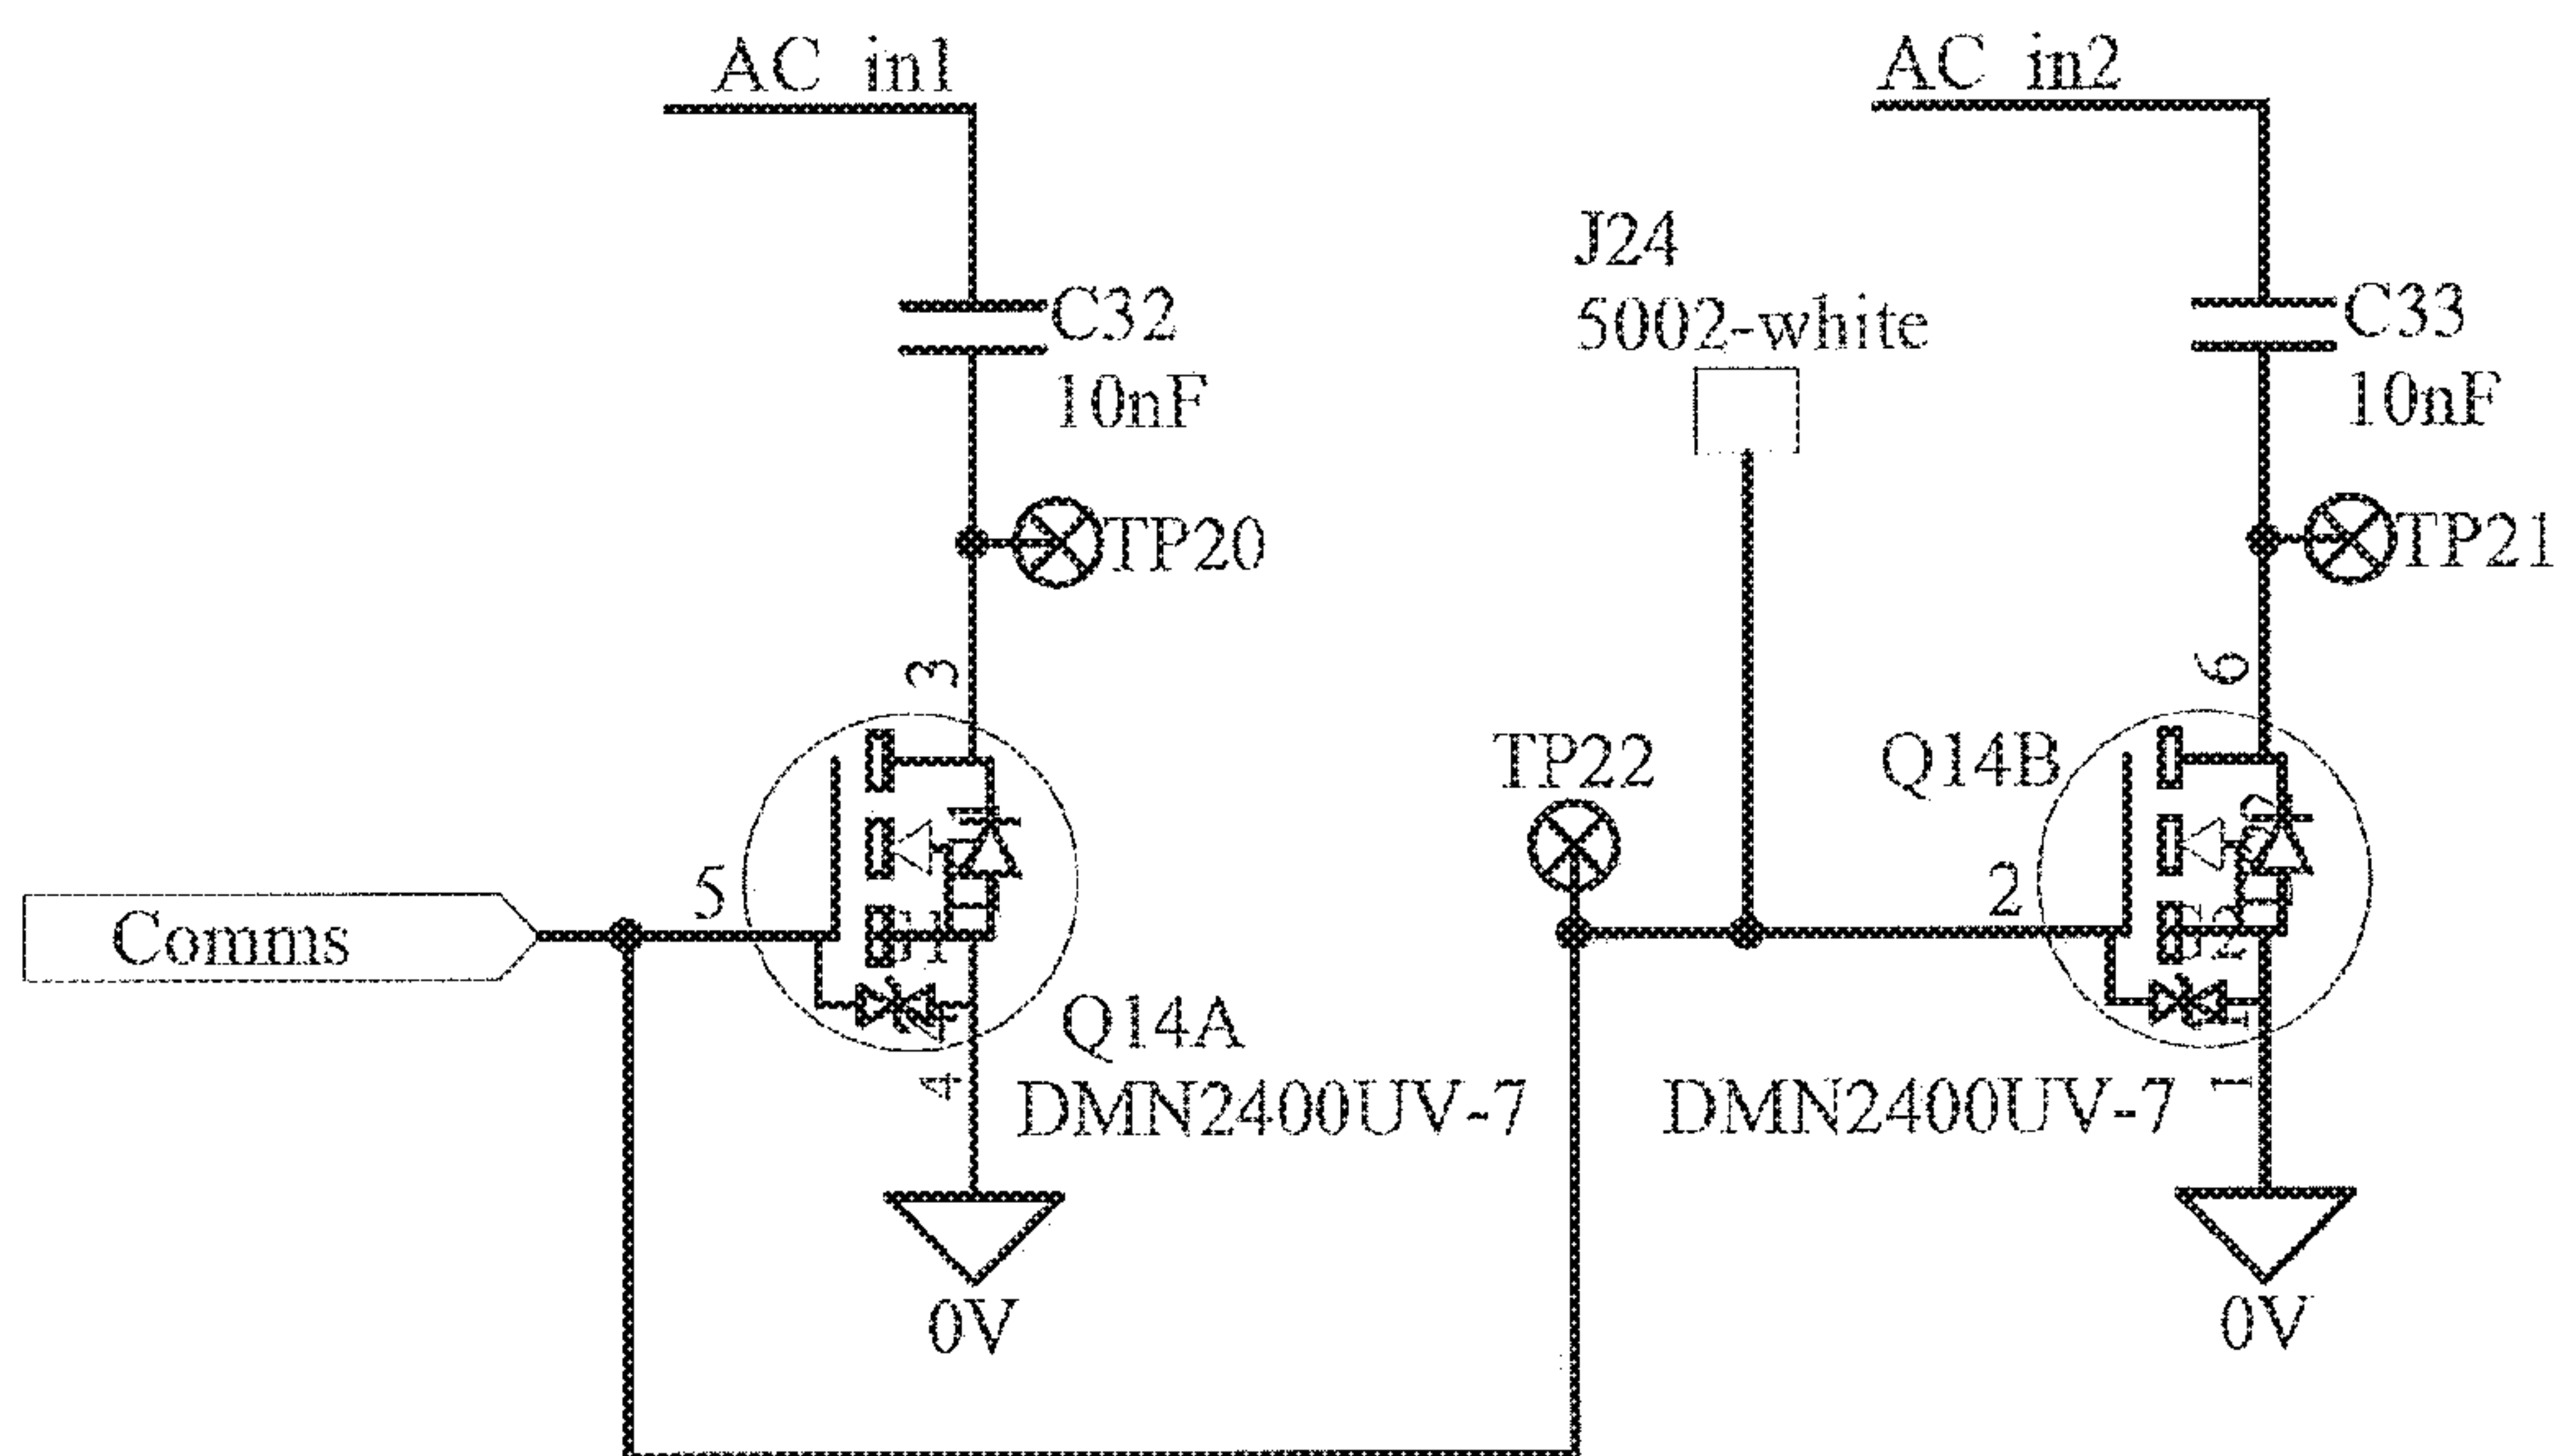 AC in1
AC in2
J24
5002-white
C32
10nF
C33
10nF
TP20
TP21
3
6
TP22
Q14B
5
2
Comms
Q14A
DMN2400UV-7
4
DMN2400UV-7
1
0V
0V